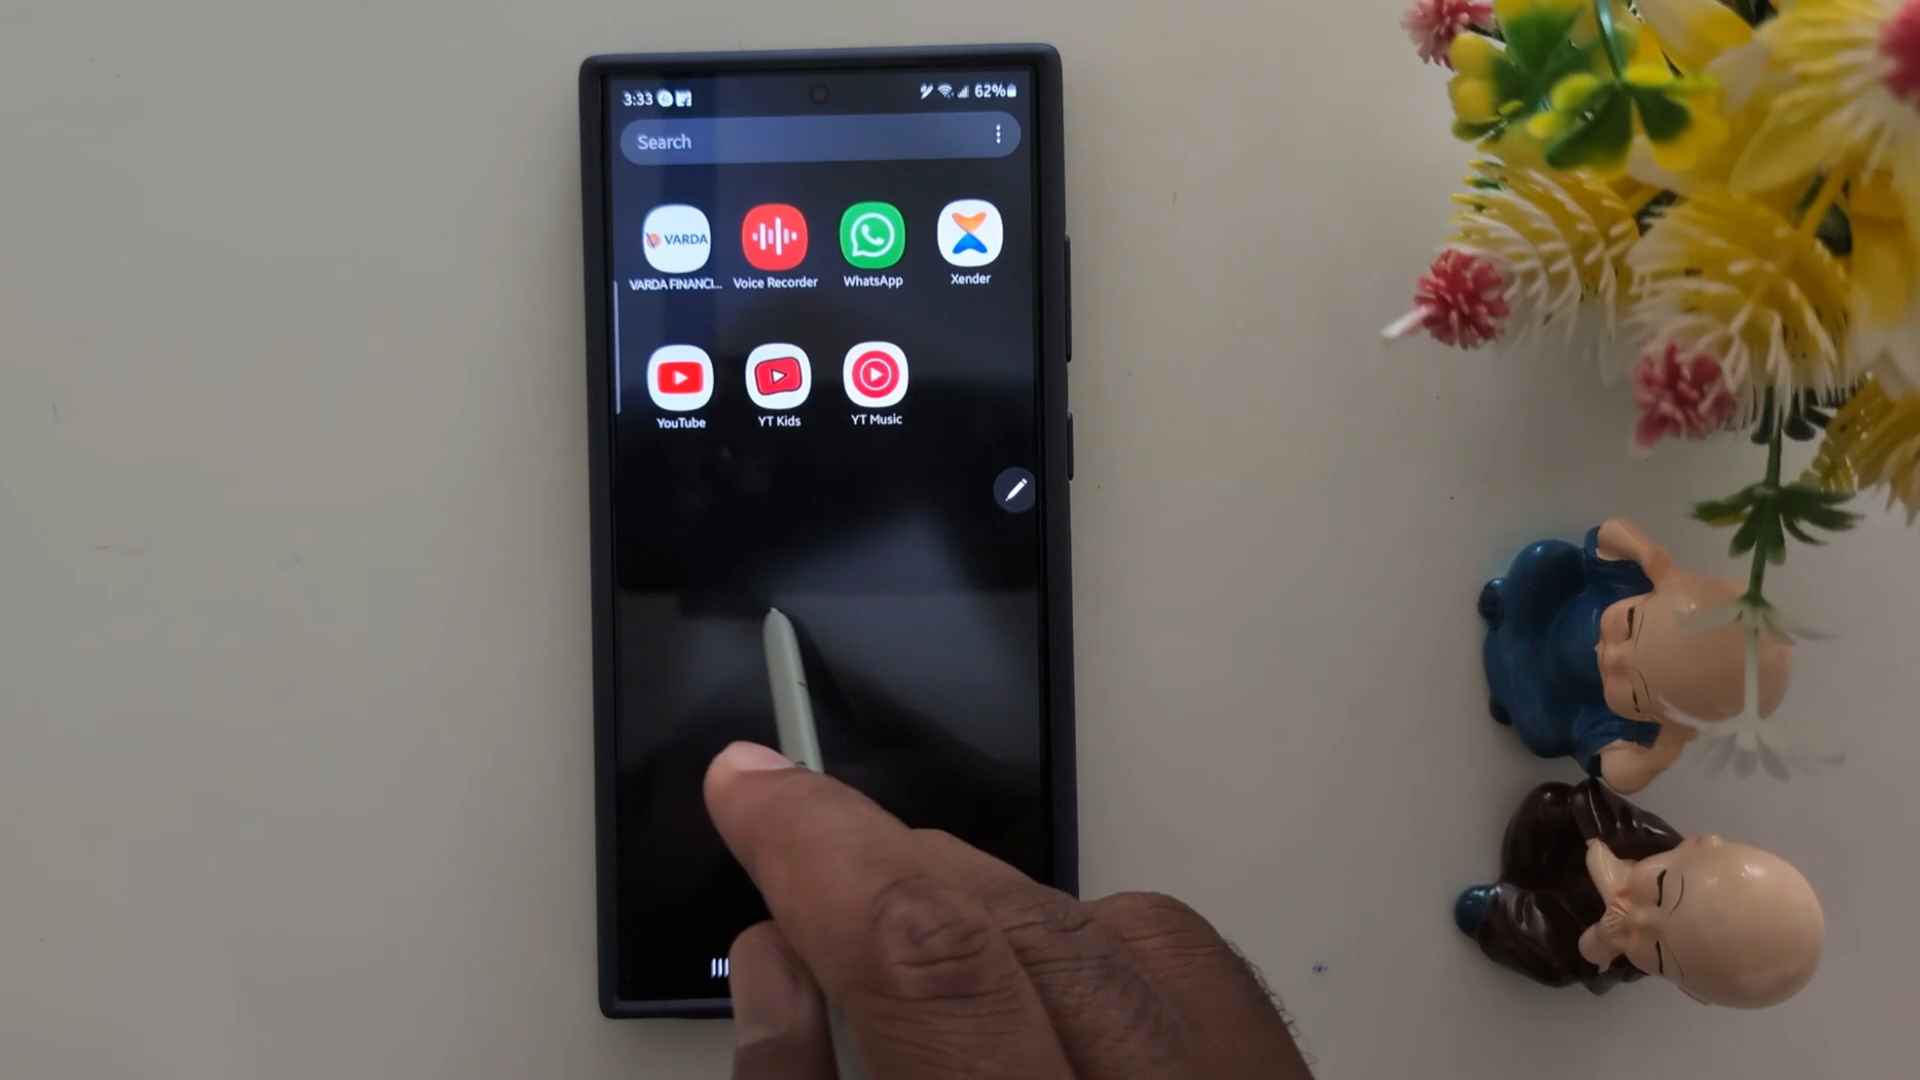 3:33 62%
Search
VARDA
VARDA FINANCI... Voice Recorder WhatsApp Xender
YouTube YT Kids YT Music